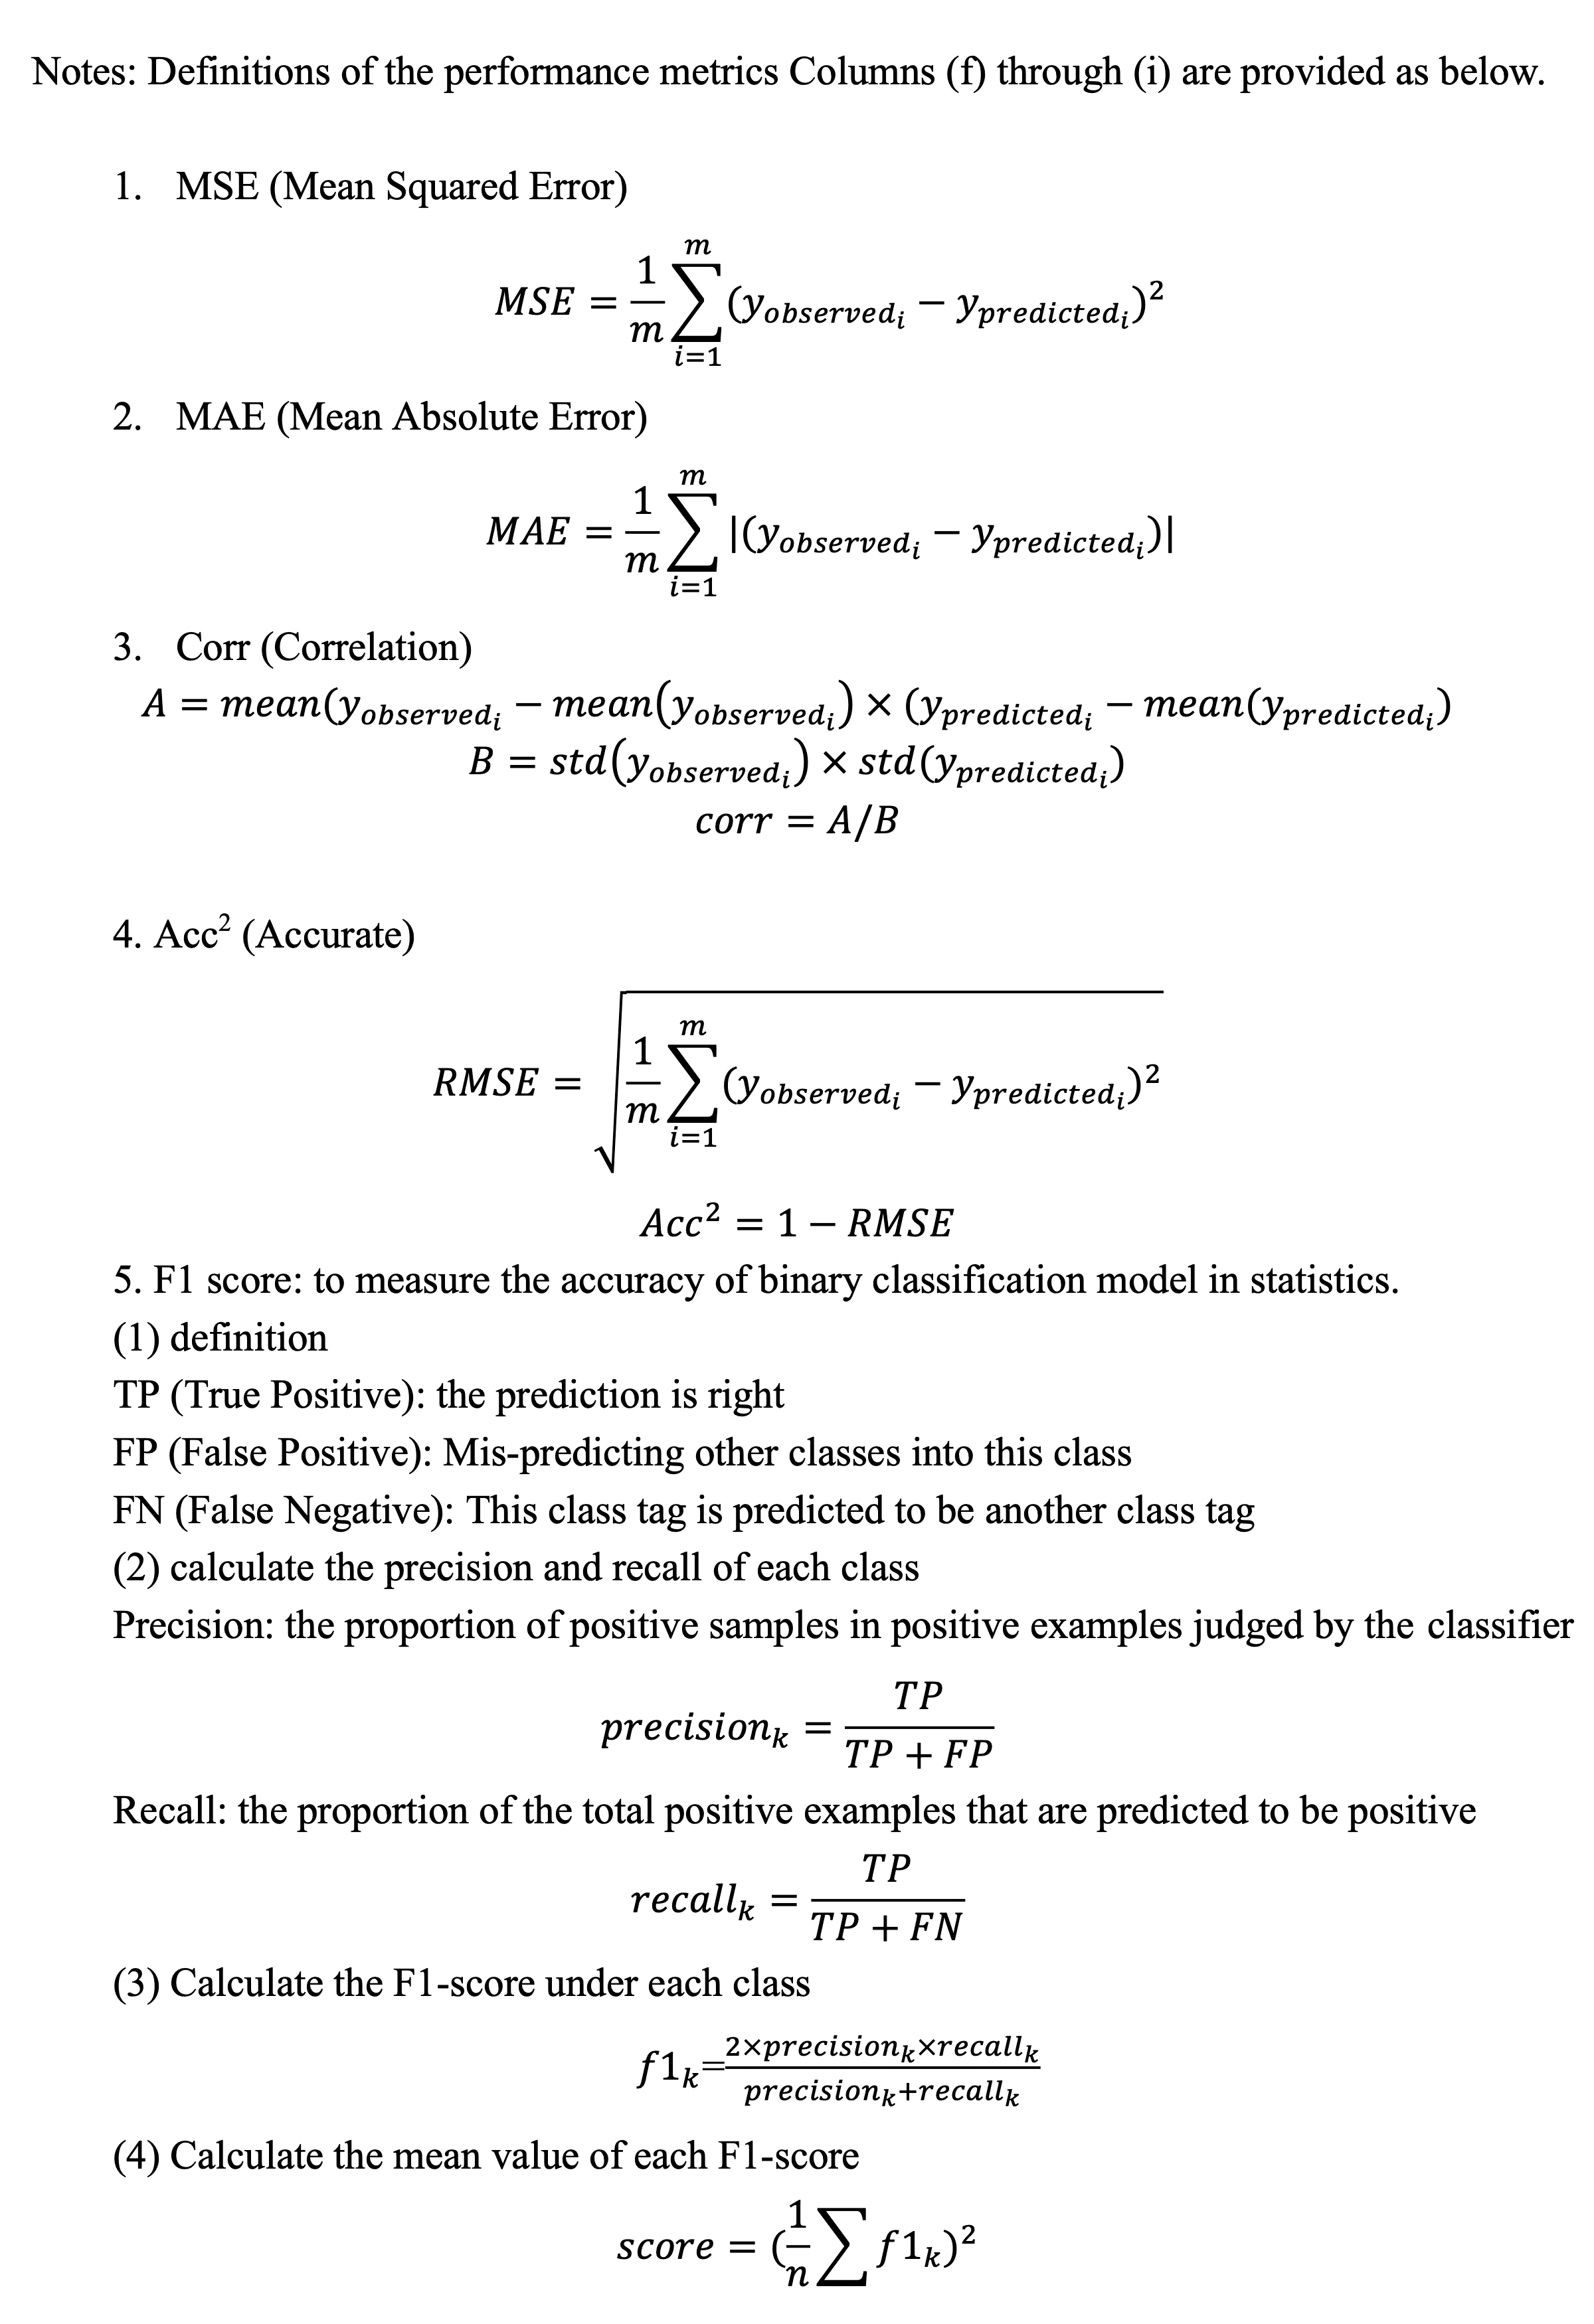 Notes: Definitions of the performance metrics Columns (f) through (i) are provided as below.
1. MSE (Mean Squared Error)
$MSE = \frac{1}{m}\sum_{i=1}^{m}(y_{observed_i} - y_{predicted_i})^2$
2. MAE (Mean Absolute Error)
$MAE = \frac{1}{m}\sum_{i=1}^{m}|(y_{observed_i} - y_{predicted_i})|$
3. Corr (Correlation)
$A = mean(y_{observed_i} - mean(y_{observed_i}) \times (y_{predicted_i} - mean(y_{predicted_i})$
$B = std(y_{observed_i}) \times std(y_{predicted_i})$
$corr = A/B$
4. Acc² (Accurate)
$RMSE = \sqrt{\frac{1}{m}\sum_{i=1}^{m}(y_{observed_i} - y_{predicted_i})^2}$
$Acc^2 = 1 - RMSE$
5. F1 score: to measure the accuracy of binary classification model in statistics.
(1) definition
TP (True Positive): the prediction is right
FP (False Positive): Mis-predicting other classes into this class
FN (False Negative): This class tag is predicted to be another class tag
(2) calculate the precision and recall of each class
Precision: the proportion of positive samples in positive examples judged by the classifier
$precision_k = \frac{TP}{TP + FP}$
Recall: the proportion of the total positive examples that are predicted to be positive
$recall_k = \frac{TP}{TP + FN}$
(3) Calculate the F1-score under each class
$f1_k = \frac{2 \times precision_k \times recall_k}{precision_k + recall_k}$
(4) Calculate the mean value of each F1-score
$score = (\frac{1}{n}\sum f1_k)^2$